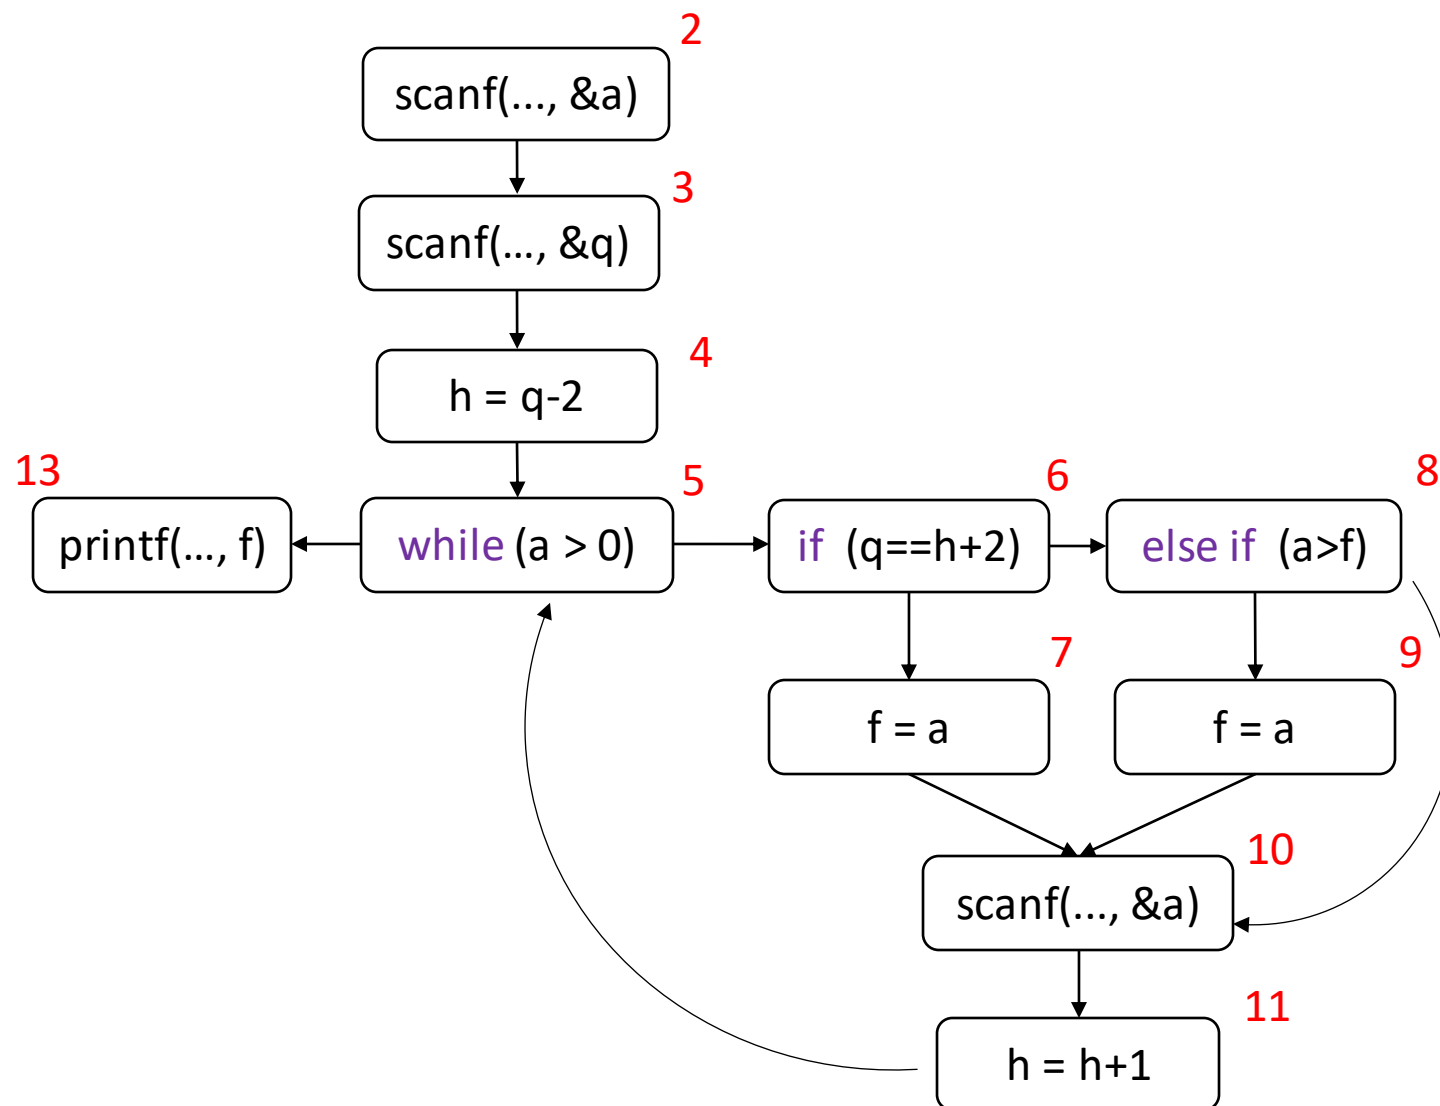 2
scanf(..., &a)
3
scanf(..., &q)
4
h = q-2
13
printf(..., f)
5
while (a > 0)
6
if (q==h+2)
8
else if (a>f)
7
f = a
9
f = a
10
scanf(..., &a)
11
h = h+1